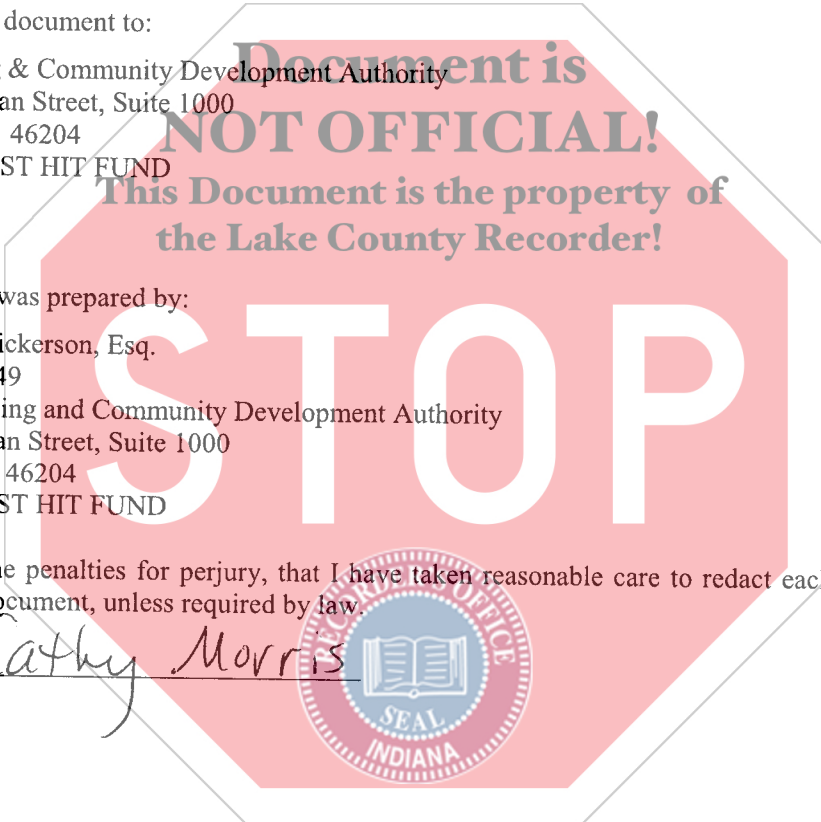 document to:
& Community Development Authority
an Street, Suite 1000
46204
ST HIT FUND
Document is
NOT OFFICIAL!
This Document is the property of
the Lake County Recorder!
was prepared by:
ickerson, Esq.
49
ing and Community Development Authority
an Street, Suite 1000
46204
ST HIT FUND
STOP
he penalties for perjury, that I have taken reasonable care to redact each
ocument, unless required by law.
athy Morris
SEAL
INDIANA